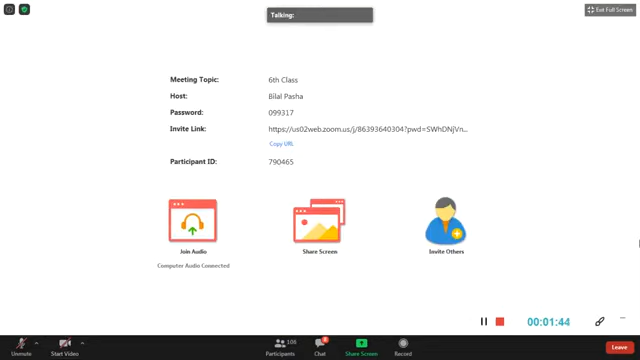 Talking:
Exit Full Screen
Meeting Topic: 6th Class
Host: Bilal Pasha
Password: 099317
Invite Link: https://us02web.zoom.us/j/86393640304?pwd=SWhDNjVn...
Copy URL
Participant ID: 790465
Join Audio
Share Screen
Invite Others
Computer Audio Connected
00:01:44
Unmute
Start Video
Participants
108
Chat
8
Share Screen
Record
Leave